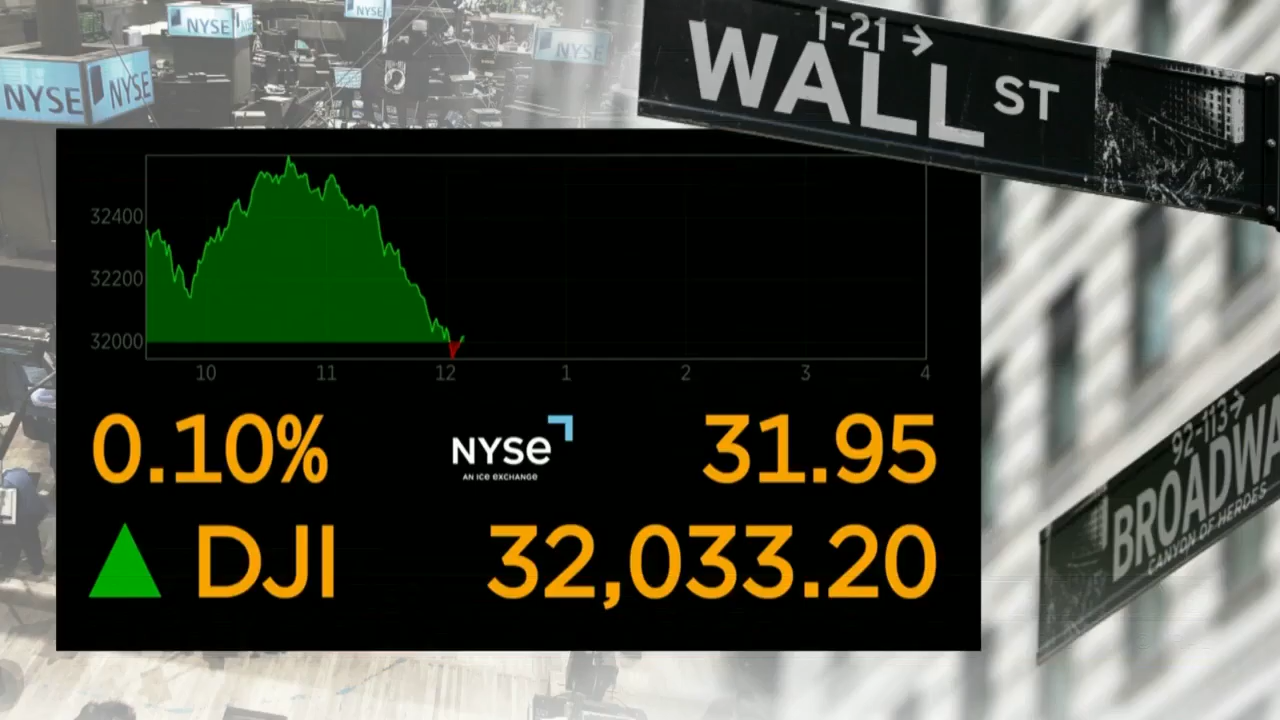 NYSE
NYSE
NYSE
NYSE
NYSE
1-21 →
WALL ST
32400
32200
32000
10 11 12 1 2 3 4
0.10%
NYSE
AN ICE EXCHANGE
31.95
▲ DJI
32,033.20
92-113 →
BROADWA
CANYON OF HEROES